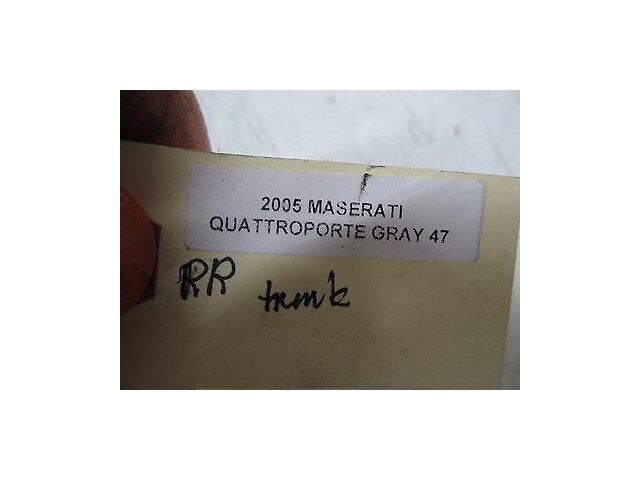 2005 MASERATI
QUATTROPORTE GRAY 47
RR trunk